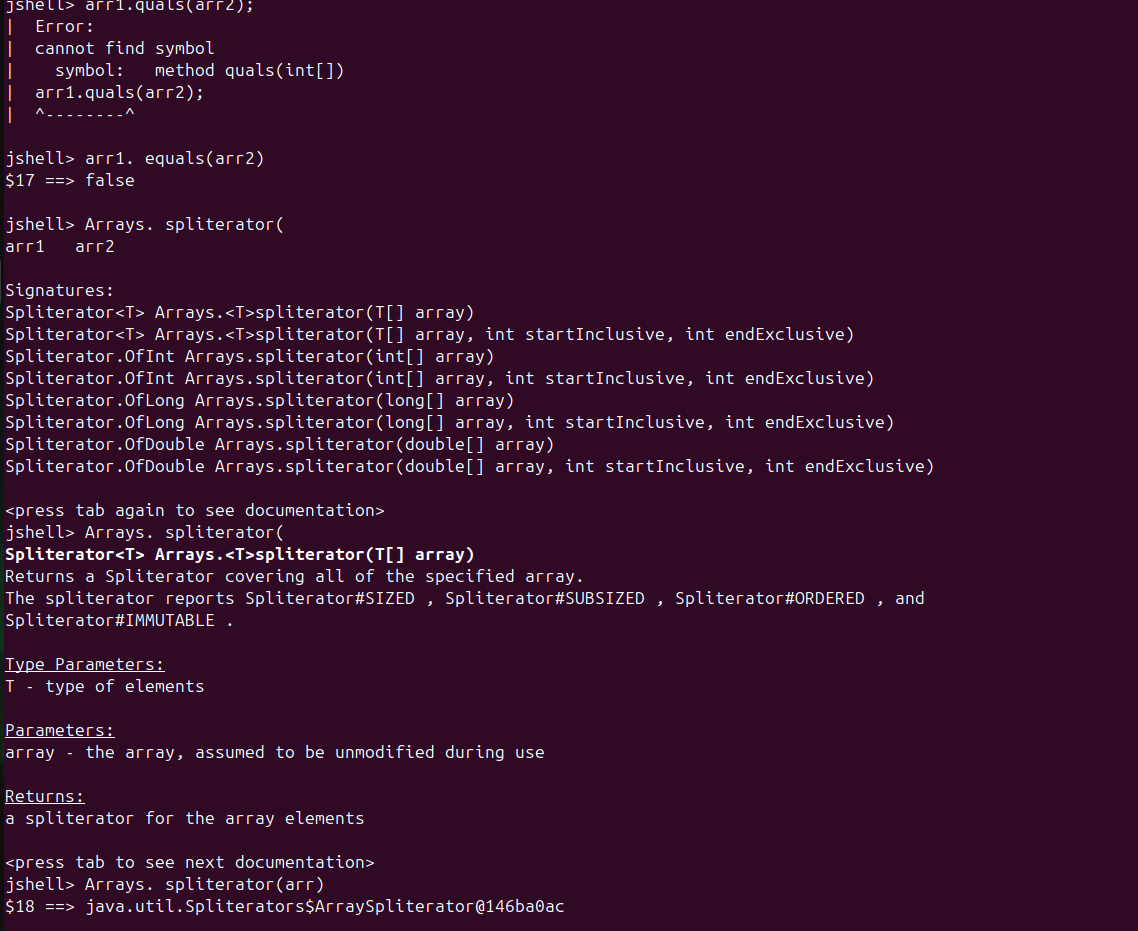 jshell> arr1.quals(arr2);
|  Error:
|  cannot find symbol
|    symbol:   method quals(int[])
|  arr1.quals(arr2);
|  ^--------^
jshell> arr1. equals(arr2)
$17 ==> false
jshell> Arrays. spliterator(
arr1   arr2
Signatures:
Spliterator<T> Arrays.<T>spliterator(T[] array)
Spliterator<T> Arrays.<T>spliterator(T[] array, int startInclusive, int endExclusive)
Spliterator.OfInt Arrays.spliterator(int[] array)
Spliterator.OfInt Arrays.spliterator(int[] array, int startInclusive, int endExclusive)
Spliterator.OfLong Arrays.spliterator(long[] array)
Spliterator.OfLong Arrays.spliterator(long[] array, int startInclusive, int endExclusive)
Spliterator.OfDouble Arrays.spliterator(double[] array)
Spliterator.OfDouble Arrays.spliterator(double[] array, int startInclusive, int endExclusive)
<press tab again to see documentation>
jshell> Arrays. spliterator(
Spliterator<T> Arrays.<T>spliterator(T[] array)
Returns a Spliterator covering all of the specified array.
The spliterator reports Spliterator#SIZED , Spliterator#SUBSIZED , Spliterator#ORDERED , and
Spliterator#IMMUTABLE .
Type Parameters:
T - type of elements
Parameters:
array - the array, assumed to be unmodified during use
Returns:
a spliterator for the array elements
<press tab to see next documentation>
jshell> Arrays. spliterator(arr)
$18 ==> java.util.Spliterators$ArraySpliterator@146ba0ac